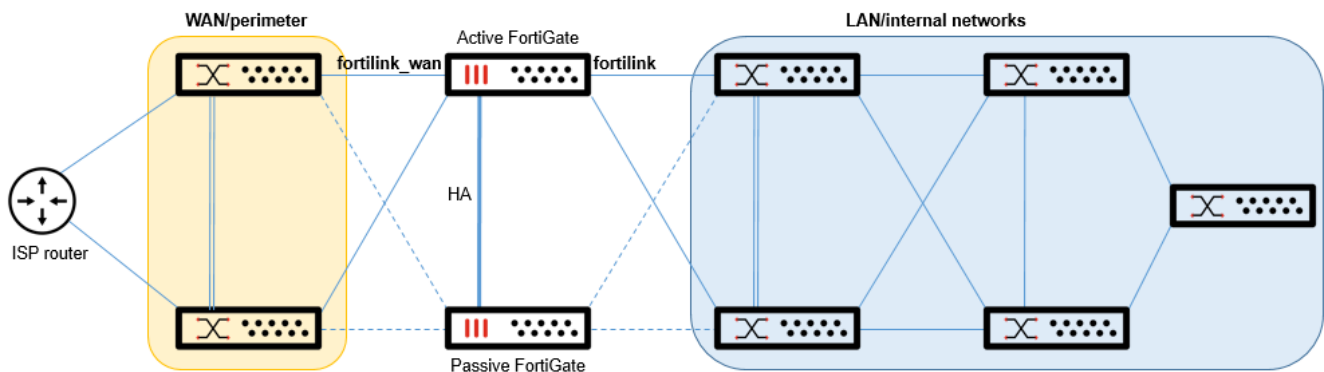 WAN/perimeter
LAN/internal networks
Active FortiGate
fortilink_wan
fortilink
HA
ISP router
Passive FortiGate